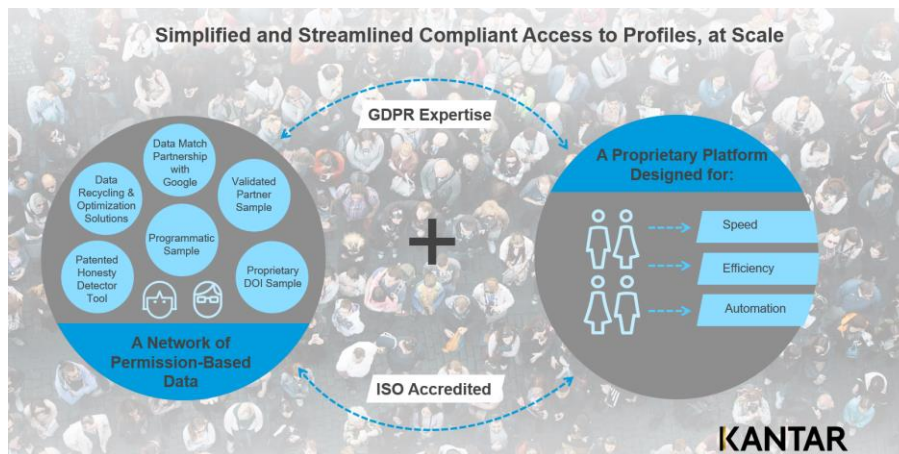 Simplified and Streamlined Compliant Access to Profiles, at Scale
GDPR Expertise
Data Match
Partnership
with
Google
Data
Recycling &
Optimization
Solutions
Validated
Partner
Sample
Programmatic
Sample
Patented
Honesty
Detector
Tool
Proprietary
DOI Sample
A Network of
Permission-Based
Data
A Proprietary Platform
Designed for:
Speed
Efficiency
Automation
ISO Accredited
KANTAR